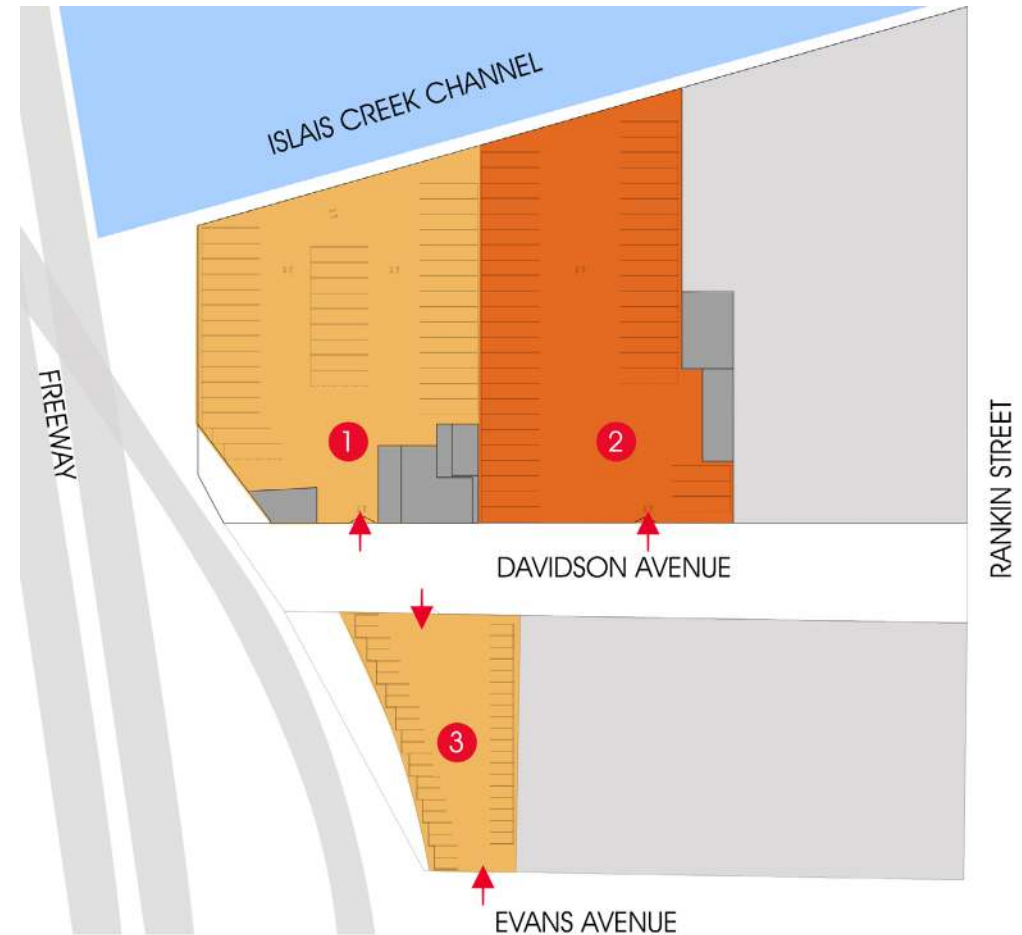 ISLAIS CREEK CHANNEL
FREEWAY
1
2
RANKIN STREET
DAVIDSON AVENUE
3
EVANS AVENUE